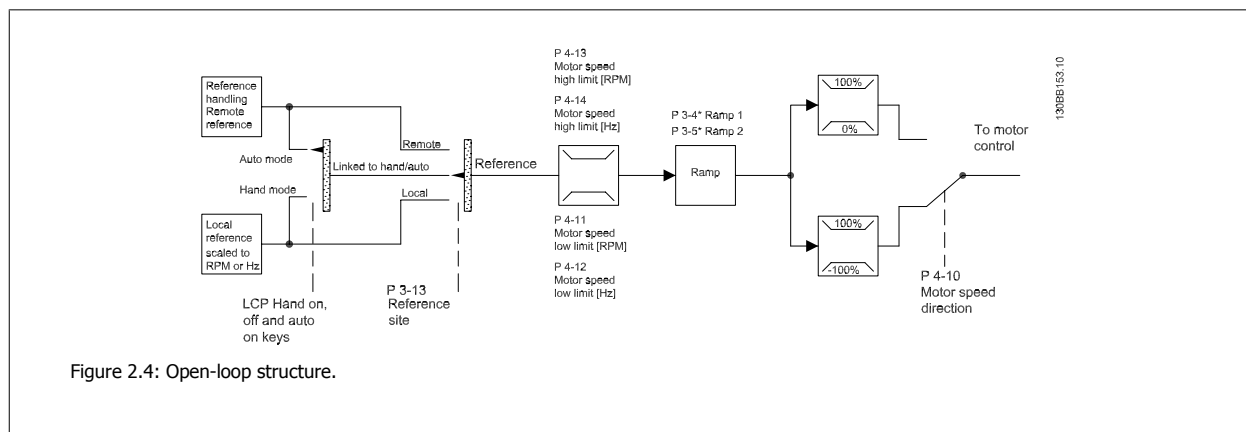 Reference
handling
Remote
reference
Auto mode
Hand mode
Local
reference
scaled to
RPM or Hz
LCP Hand on,
off and auto
on keys
Remote
Linked to hand/auto
Local
P 3-13
Reference
site
Reference
P 4-13
Motor speed
high limit [RPM]
P 4-14
Motor speed
high limit [Hz]
P 4-11
Motor speed
low limit [RPM]
P 4-12
Motor speed
low limit [Hz]
P 3-4* Ramp 1
P 3-5* Ramp 2
Ramp
100%
0%
100%
-100%
To motor
control
P 4-10
Motor speed
direction
130BB153.10
Figure 2.4: Open-loop structure.